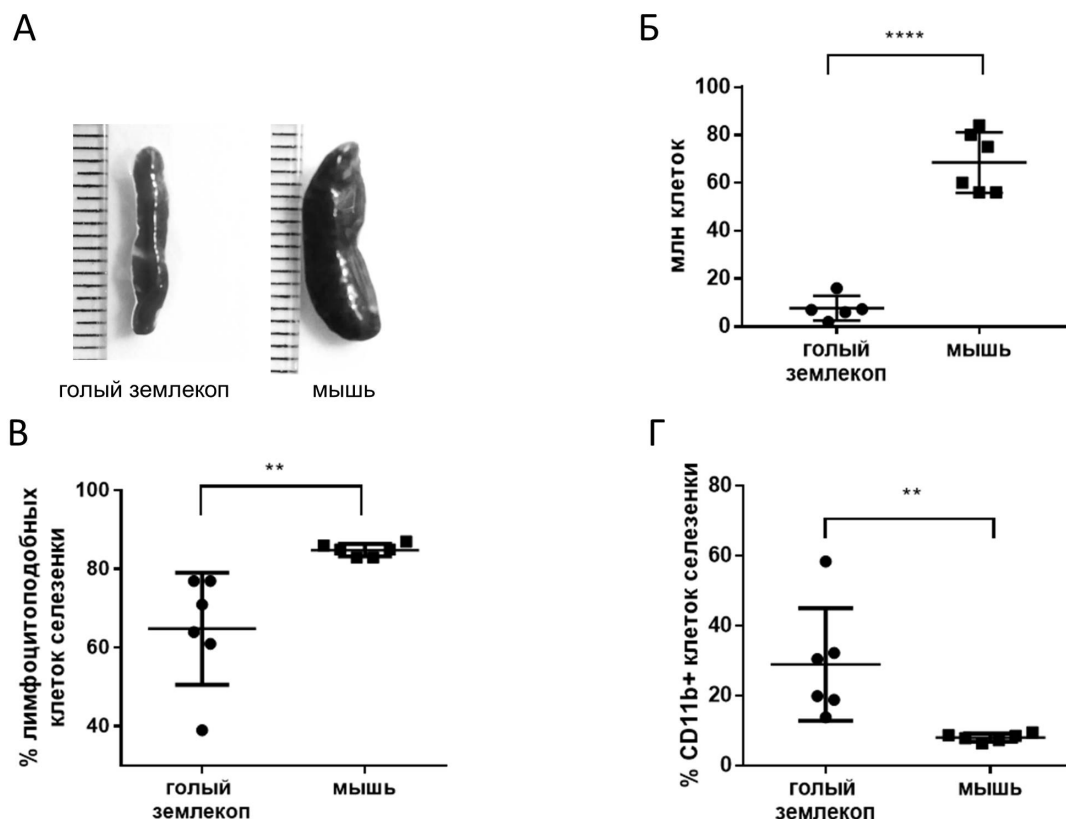 А
голый землекоп
мышь
Б
****
млн клеток
100
80
60
40
20
0
голый
землекоп
мышь
В
**
% лимфоцитоподобных
клеток селезенки
100
80
60
40
голый
землекоп
мышь
Г
**
% CD11b+ клеток селезенки
80
60
40
20
0
голый
землекоп
мышь